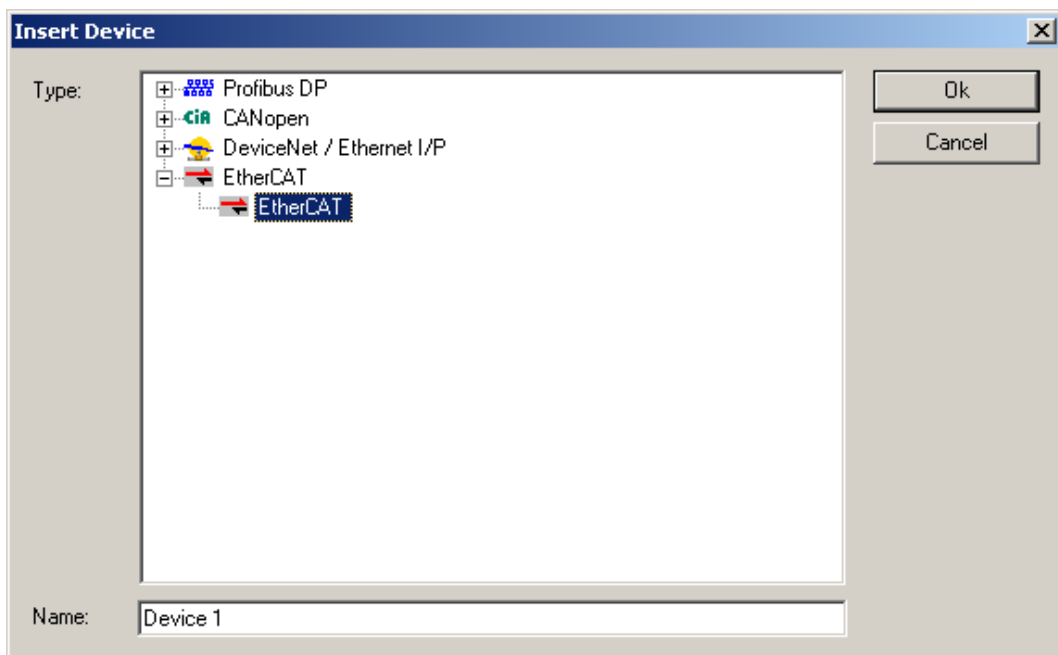 Insert Device
Type:
Profibus DP
Ok
CiA CANopen
Cancel
DeviceNet / Ethernet I/P
EtherCAT
EtherCAT
Name:
Device 1